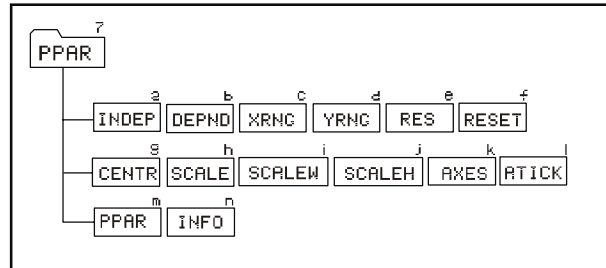 7
PPAR
a b c d e f
INDEP DEPND XRNG YRNG RES RESET
g h i j k l
CENTR SCALE SCALEW SCALEH AXES ATICK
m n
PPAR INFO